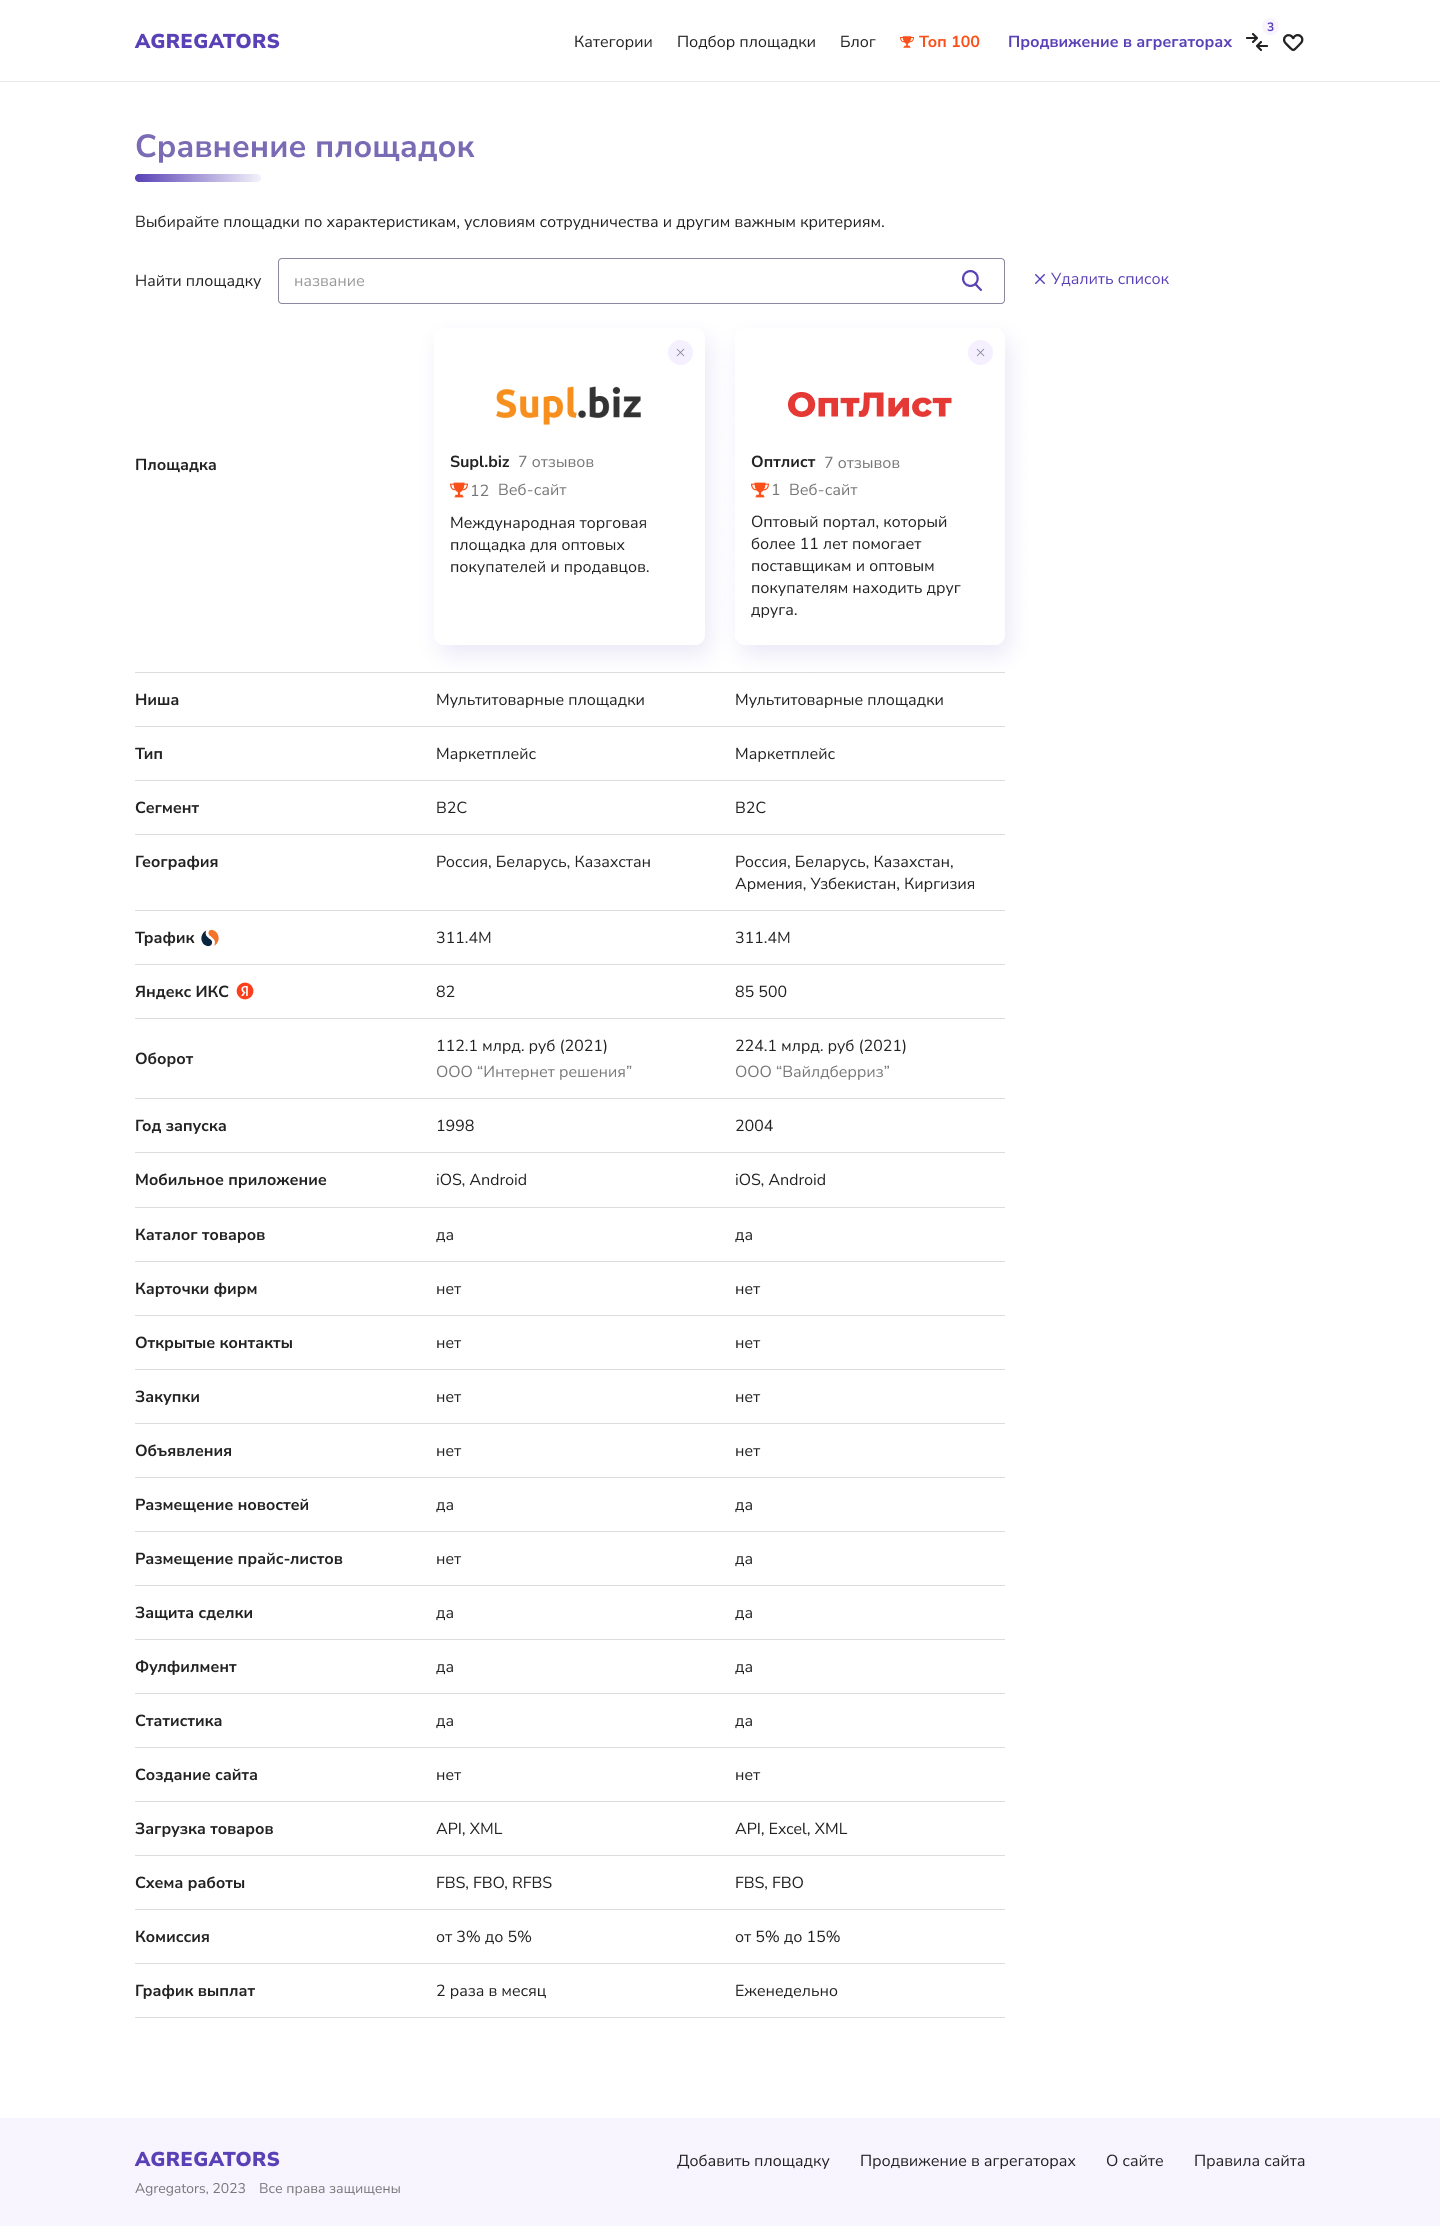 AGREGATORS
Категории Подбор площадки Блог Топ 100 Продвижение в агрегаторах 3
Сравнение площадок
Выбирайте площадки по характеристикам, условиям сотрудничества и другим важным критериям.
Найти площадку название Удалить список
Supl.biz ОптЛист
Площадка
Supl.biz 7 отзывов
12 Веб-сайт
Международная торговая
площадка для оптовых
покупателей и продавцов.
Оптлист 7 отзывов
1 Веб-сайт
Оптовый портал, который
более 11 лет помогает
поставщикам и оптовым
покупателям находить друг
друга.
Ниша Мультитоварные площадки Мультитоварные площадки
Тип Маркетплейс Маркетплейс
Сегмент B2C B2C
География Россия, Беларусь, Казахстан Россия, Беларусь, Казахстан,
Армения, Узбекистан, Киргизия
Трафик 311.4M 311.4M
Яндекс ИКС Я 82 85 500
Оборот 112.1 млрд. руб (2021) 224.1 млрд. руб (2021)
ООО “Интернет решения” ООО “Вайлдберриз”
Год запуска 1998 2004
Мобильное приложение iOS, Android iOS, Android
Каталог товаров да да
Карточки фирм нет нет
Открытые контакты нет нет
Закупки нет нет
Объявления нет нет
Размещение новостей да да
Размещение прайс-листов нет да
Защита сделки да да
Фулфилмент да да
Статистика да да
Создание сайта нет нет
Загрузка товаров API, XML API, Excel, XML
Схема работы FBS, FBO, RFBS FBS, FBO
Комиссия от 3% до 5% от 5% до 15%
График выплат 2 раза в месяц Еженедельно
AGREGATORS
Добавить площадку Продвижение в агрегаторах О сайте Правила сайта
Agregators, 2023 Все права защищены